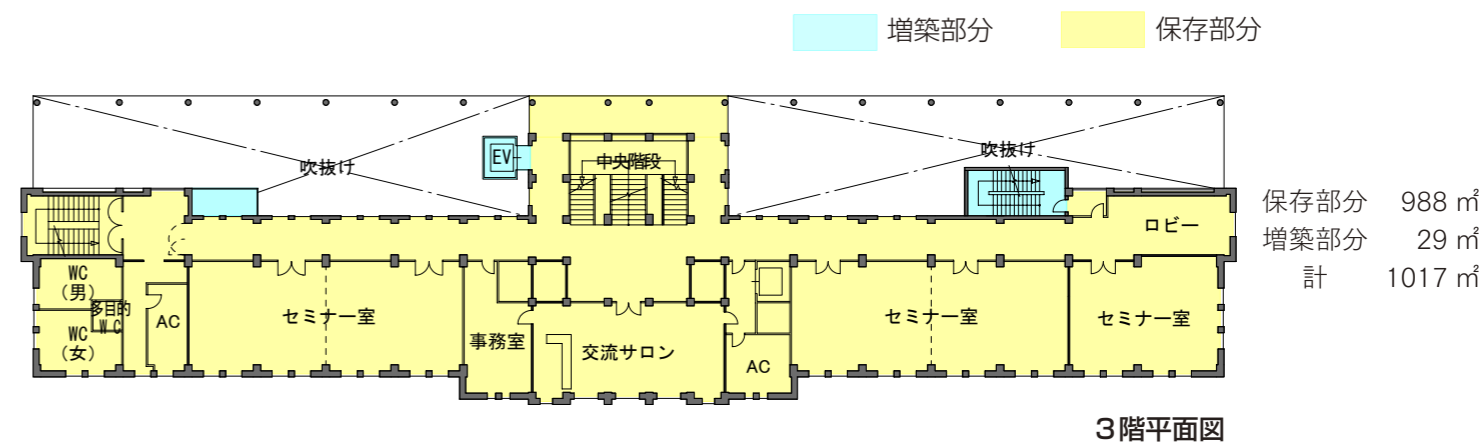 増築部分 保存部分
吹抜け EV 中央階段 吹抜け
保存部分 988 ㎡
ロビー
増築部分 29 ㎡
計 1017 ㎡
WC
(男)
多目的
WC
AC
WC
(女)
セミナー室
事務室
交流サロン
AC
セミナー室
セミナー室
3階平面図